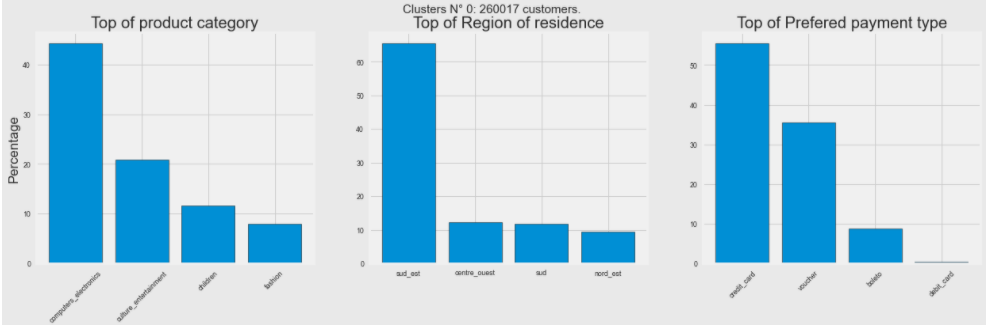 Clusters N° 0: 260017 customers.
Top of product category
Percentage
40
30
20
10
0
computers_electronics
culture_entertainment
children
fashion
Top of Region of residence
60
50
40
30
20
10
0
sud_est
centre_ouest
sud
nord_est
Top of Prefered payment type
50
40
30
20
10
0
credit_card
voucher
boleto
debit_card